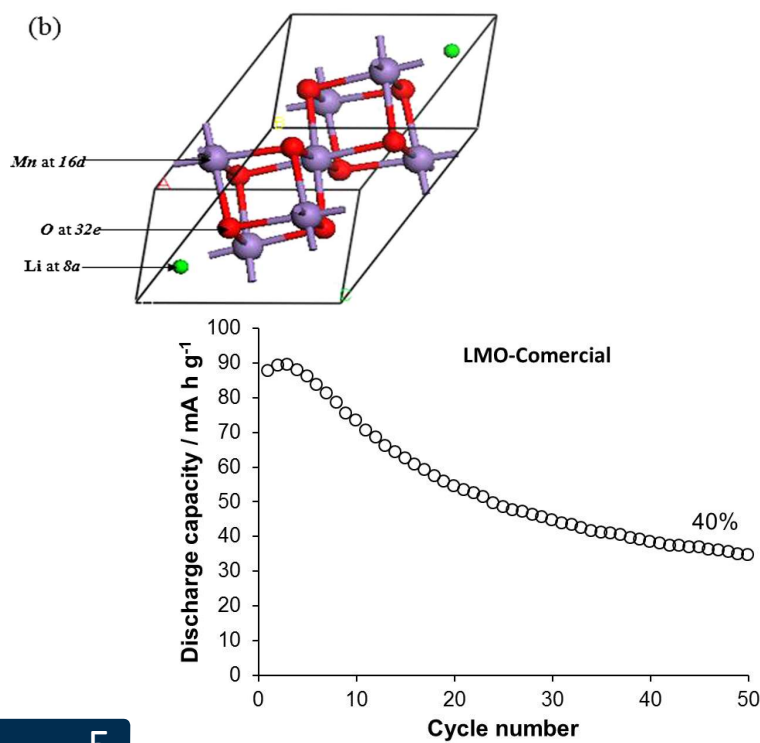 (b)
B
Mn at 16d
A
O at 32e
Li at 8a
C
LMO-Comercial
100
90
80
70
60
50
40
30
20
10
0
Discharge capacity / mA h g⁻¹
40%
0 10 20 30 40 50
Cycle number